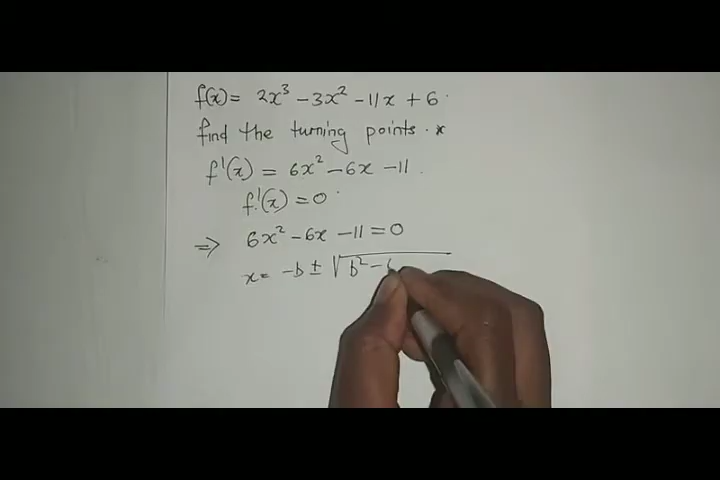 f(x) = 2x³ - 3x² - 11x + 6.
find the turning points.
f'(x) = 6x² - 6x - 11.
f'(x) = 0
⇒ 6x² - 6x - 11 = 0
x = -b ± √b² -